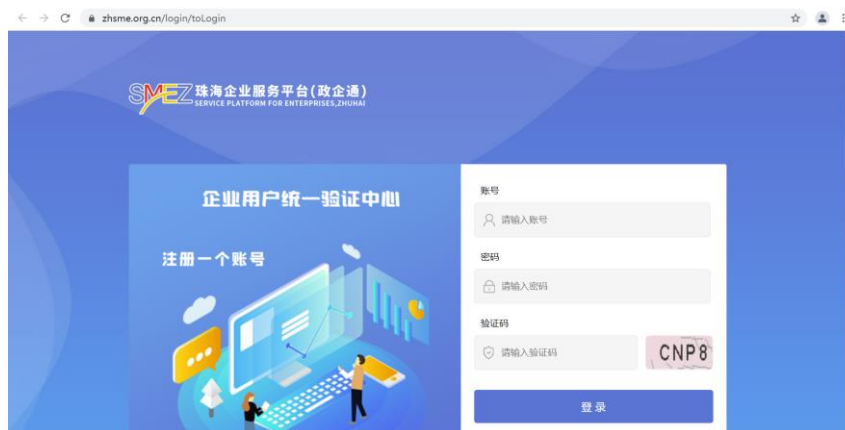 zhsme.org.cn/login/toLogin
SMEZ 珠海企业服务平台(政企通)
SERVICE PLATFORM FOR ENTERPRISES,ZHUHAI
企业用户统一验证中心
注册一个账号
账号
请输入账号
密码
请输入密码
验证码
请输入验证码
CNP8
登录